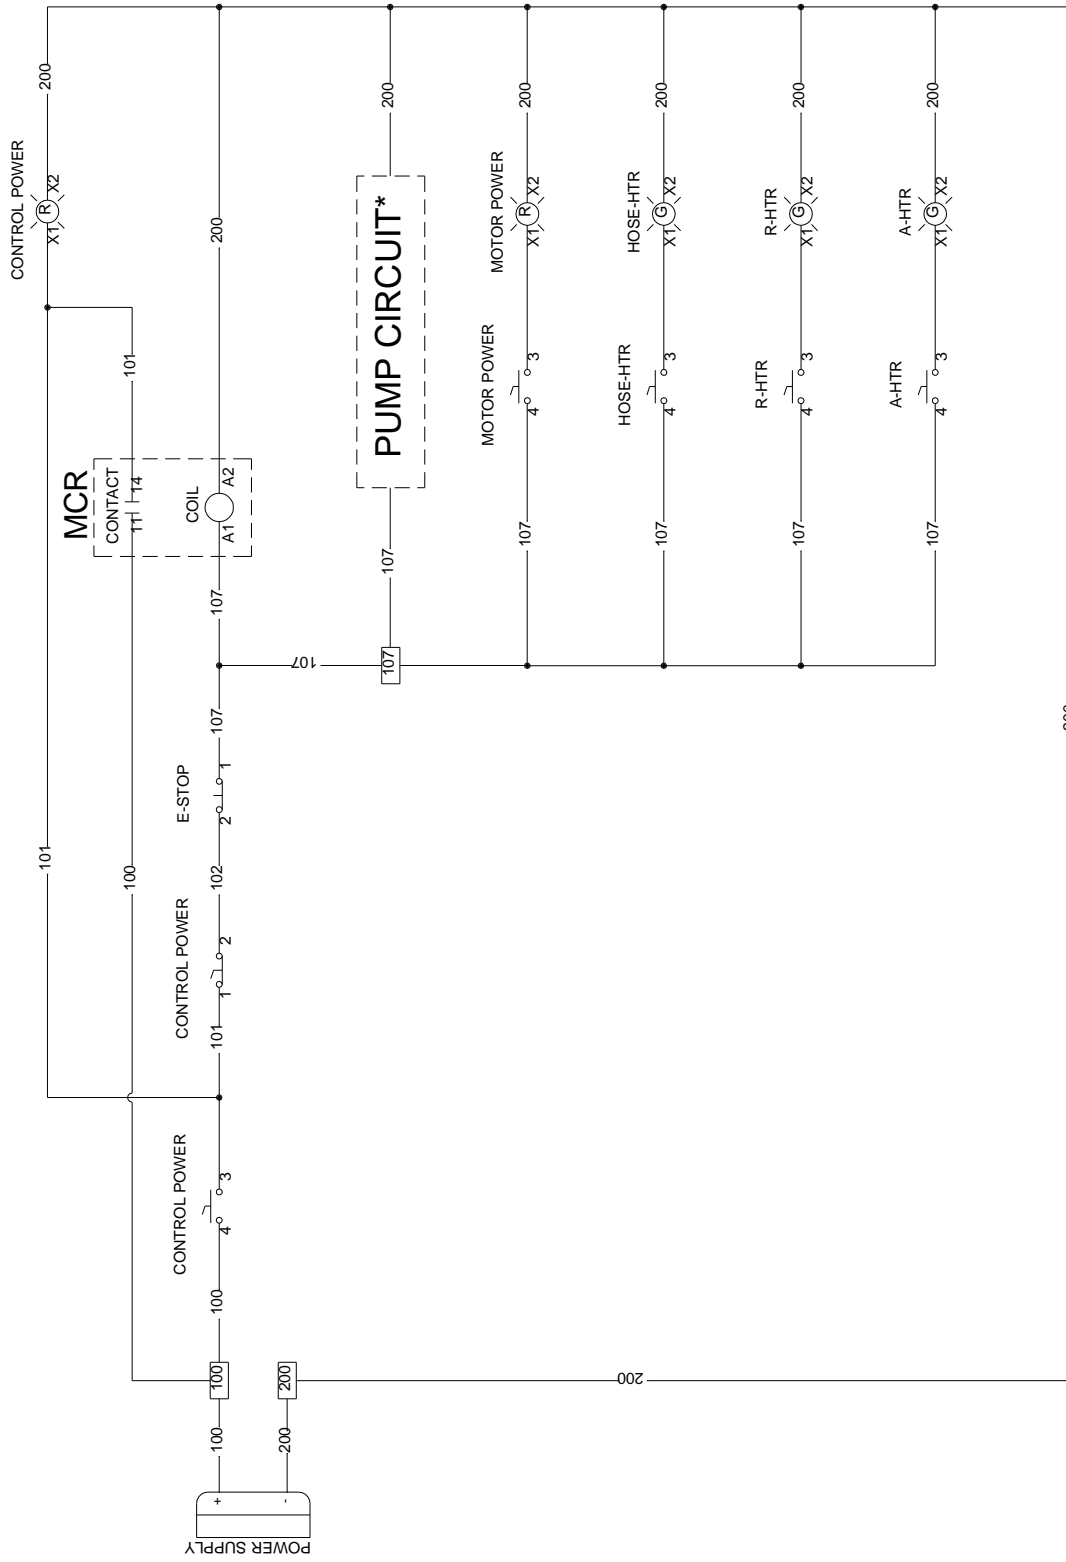 CONTROL POWER
200
X1 R X2
101
101
MCR
CONTACT
11 14
100
COIL
A1 A2
200
107
107
E-STOP
2 1
102
CONTROL POWER
1 2
101
CONTROL POWER
4 3
100
100
100
200
200
200
+
-
POWER SUPPLY
107
107
107
PUMP CIRCUIT*
200
107
MOTOR POWER
4 3
MOTOR POWER
X1 R X2
200
107
HOSE-HTR
4 3
HOSE-HTR
X1 G X2
200
107
R-HTR
4 3
R-HTR
X1 G X2
200
107
A-HTR
4 3
A-HTR
X1 G X2
200